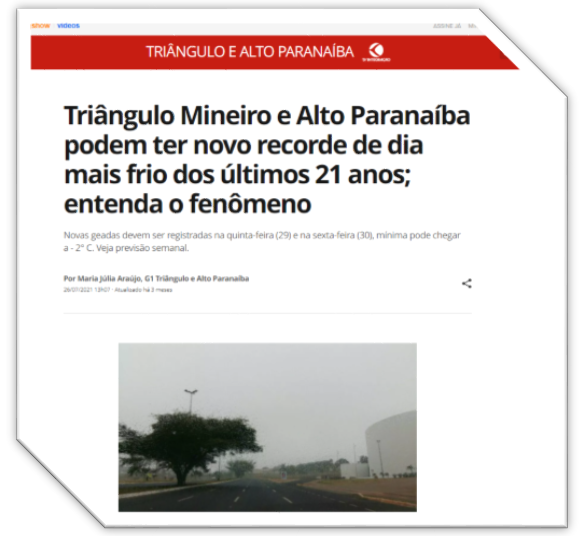 show vídeos
ASSINE JÁ
TRIÂNGULO E ALTO PARANAÍBA
Triângulo Mineiro e Alto Paranaíba
podem ter novo recorde de dia
mais frio dos últimos 21 anos;
entenda o fenômeno
Novas geadas devem ser registradas na quinta-feira (29) e na sexta-feira (30), mínima pode chegar
a - 2° C. Veja previsão semanal.
Por Maria Júlia Araújo, G1 Triângulo e Alto Paranaíba
26/07/2021 13h07 · Atualizado há 3 meses